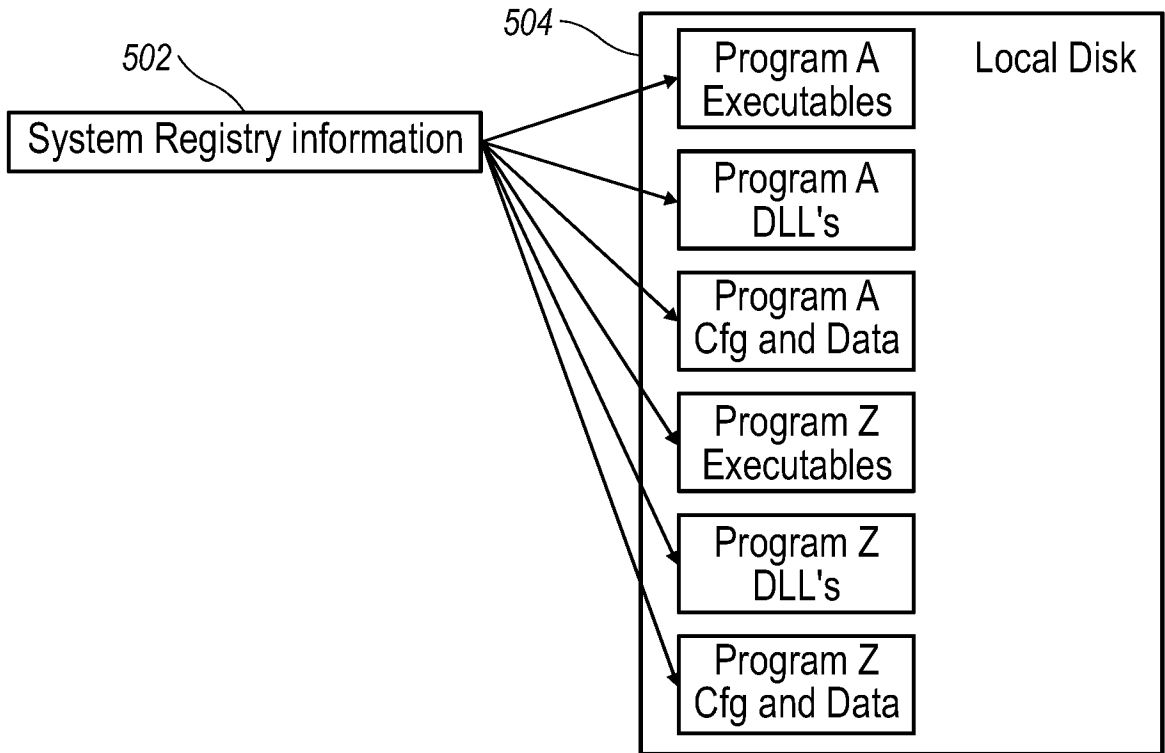 502
System Registry information
504
Local Disk
Program A
Executables
Program A
DLL's
Program A
Cfg and Data
Program Z
Executables
Program Z
DLL's
Program Z
Cfg and Data